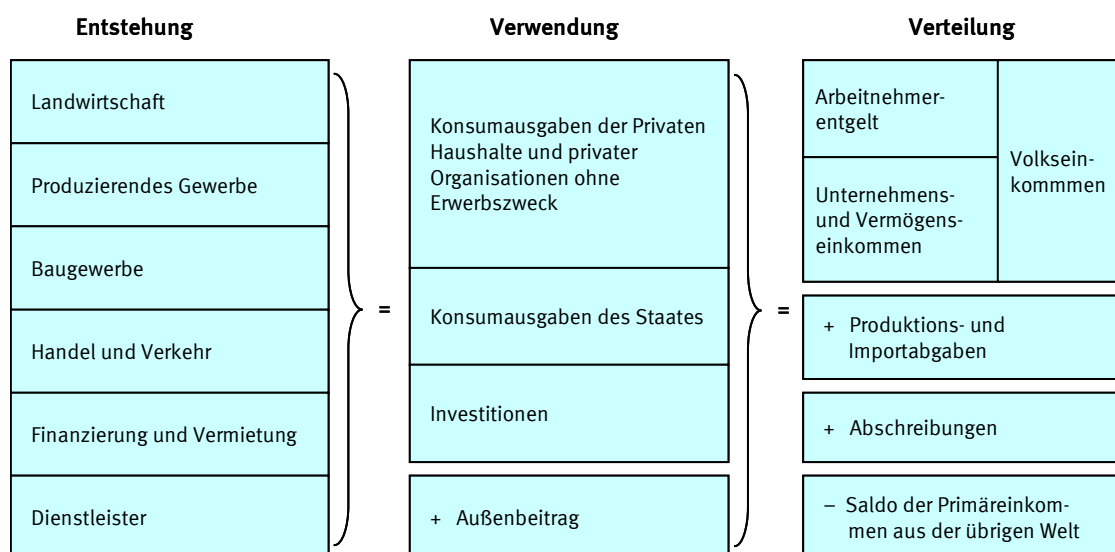 Entstehung
Landwirtschaft
Produzierendes Gewerbe
Baugewerbe
Handel und Verkehr
Finanzierung und Vermietung
Dienstleister
=
Verwendung
Konsumausgaben der Privaten
Haushalte und privater
Organisationen ohne
Erwerbszweck
Konsumausgaben des Staates
Investitionen
+ Außenbeitrag
=
Verteilung
Arbeitnehmer-
entgelt
Unternehmens-
und Vermögens-
einkommen
Volksein-
kommmen
+ Produktions- und
Importabgaben
+ Abschreibungen
– Saldo der Primäreinkom-
men aus der übrigen Welt